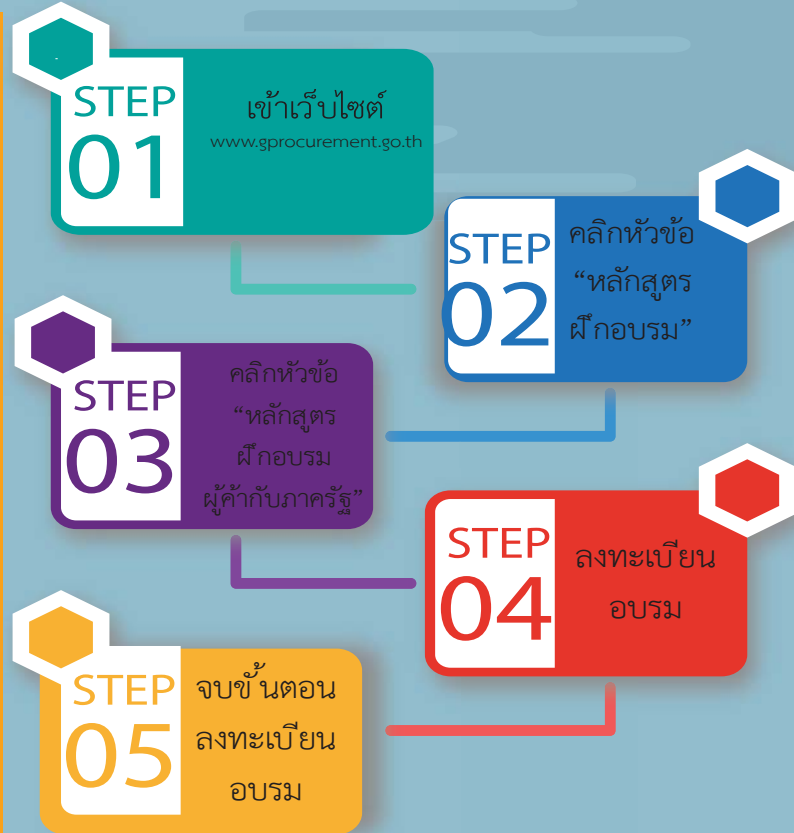 STEP
01
เข้าเว็บไซต์
www.gprocurement.go.th
STEP
02
คลิกหัวข้อ
“หลักสูตร
ฝึกอบรม”
STEP
03
คลิกหัวข้อ
“หลักสูตร
ฝึกอบรม
ผู้ค้ากับภาครัฐ”
STEP
04
ลงทะเบียน
อบรม
STEP
05
จบขั้นตอน
ลงทะเบียน
อบรม